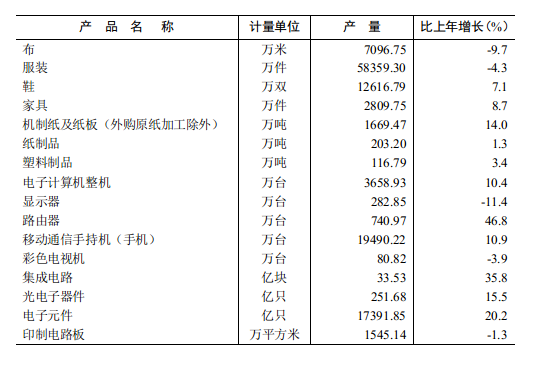 产 品 名 称 计量单位 产 量 比上年增长(%)
布 万米 7096.75 -9.7
服装 万件 58359.30 -4.3
鞋 万双 12616.79 7.1
家具 万件 2809.75 8.7
机制纸及纸板（外购原纸加工除外） 万吨 1669.47 14.0
纸制品 万吨 203.20 1.3
塑料制品 万吨 116.79 3.4
电子计算机整机 万台 3658.93 10.4
显示器 万台 282.85 -11.4
路由器 万台 740.97 46.8
移动通信手持机（手机） 万台 19490.22 10.9
彩色电视机 万台 80.82 -3.9
集成电路 亿块 33.53 35.8
光电子器件 亿只 251.68 15.5
电子元件 亿只 17391.85 20.2
印制电路板 万平方米 1545.14 -1.3